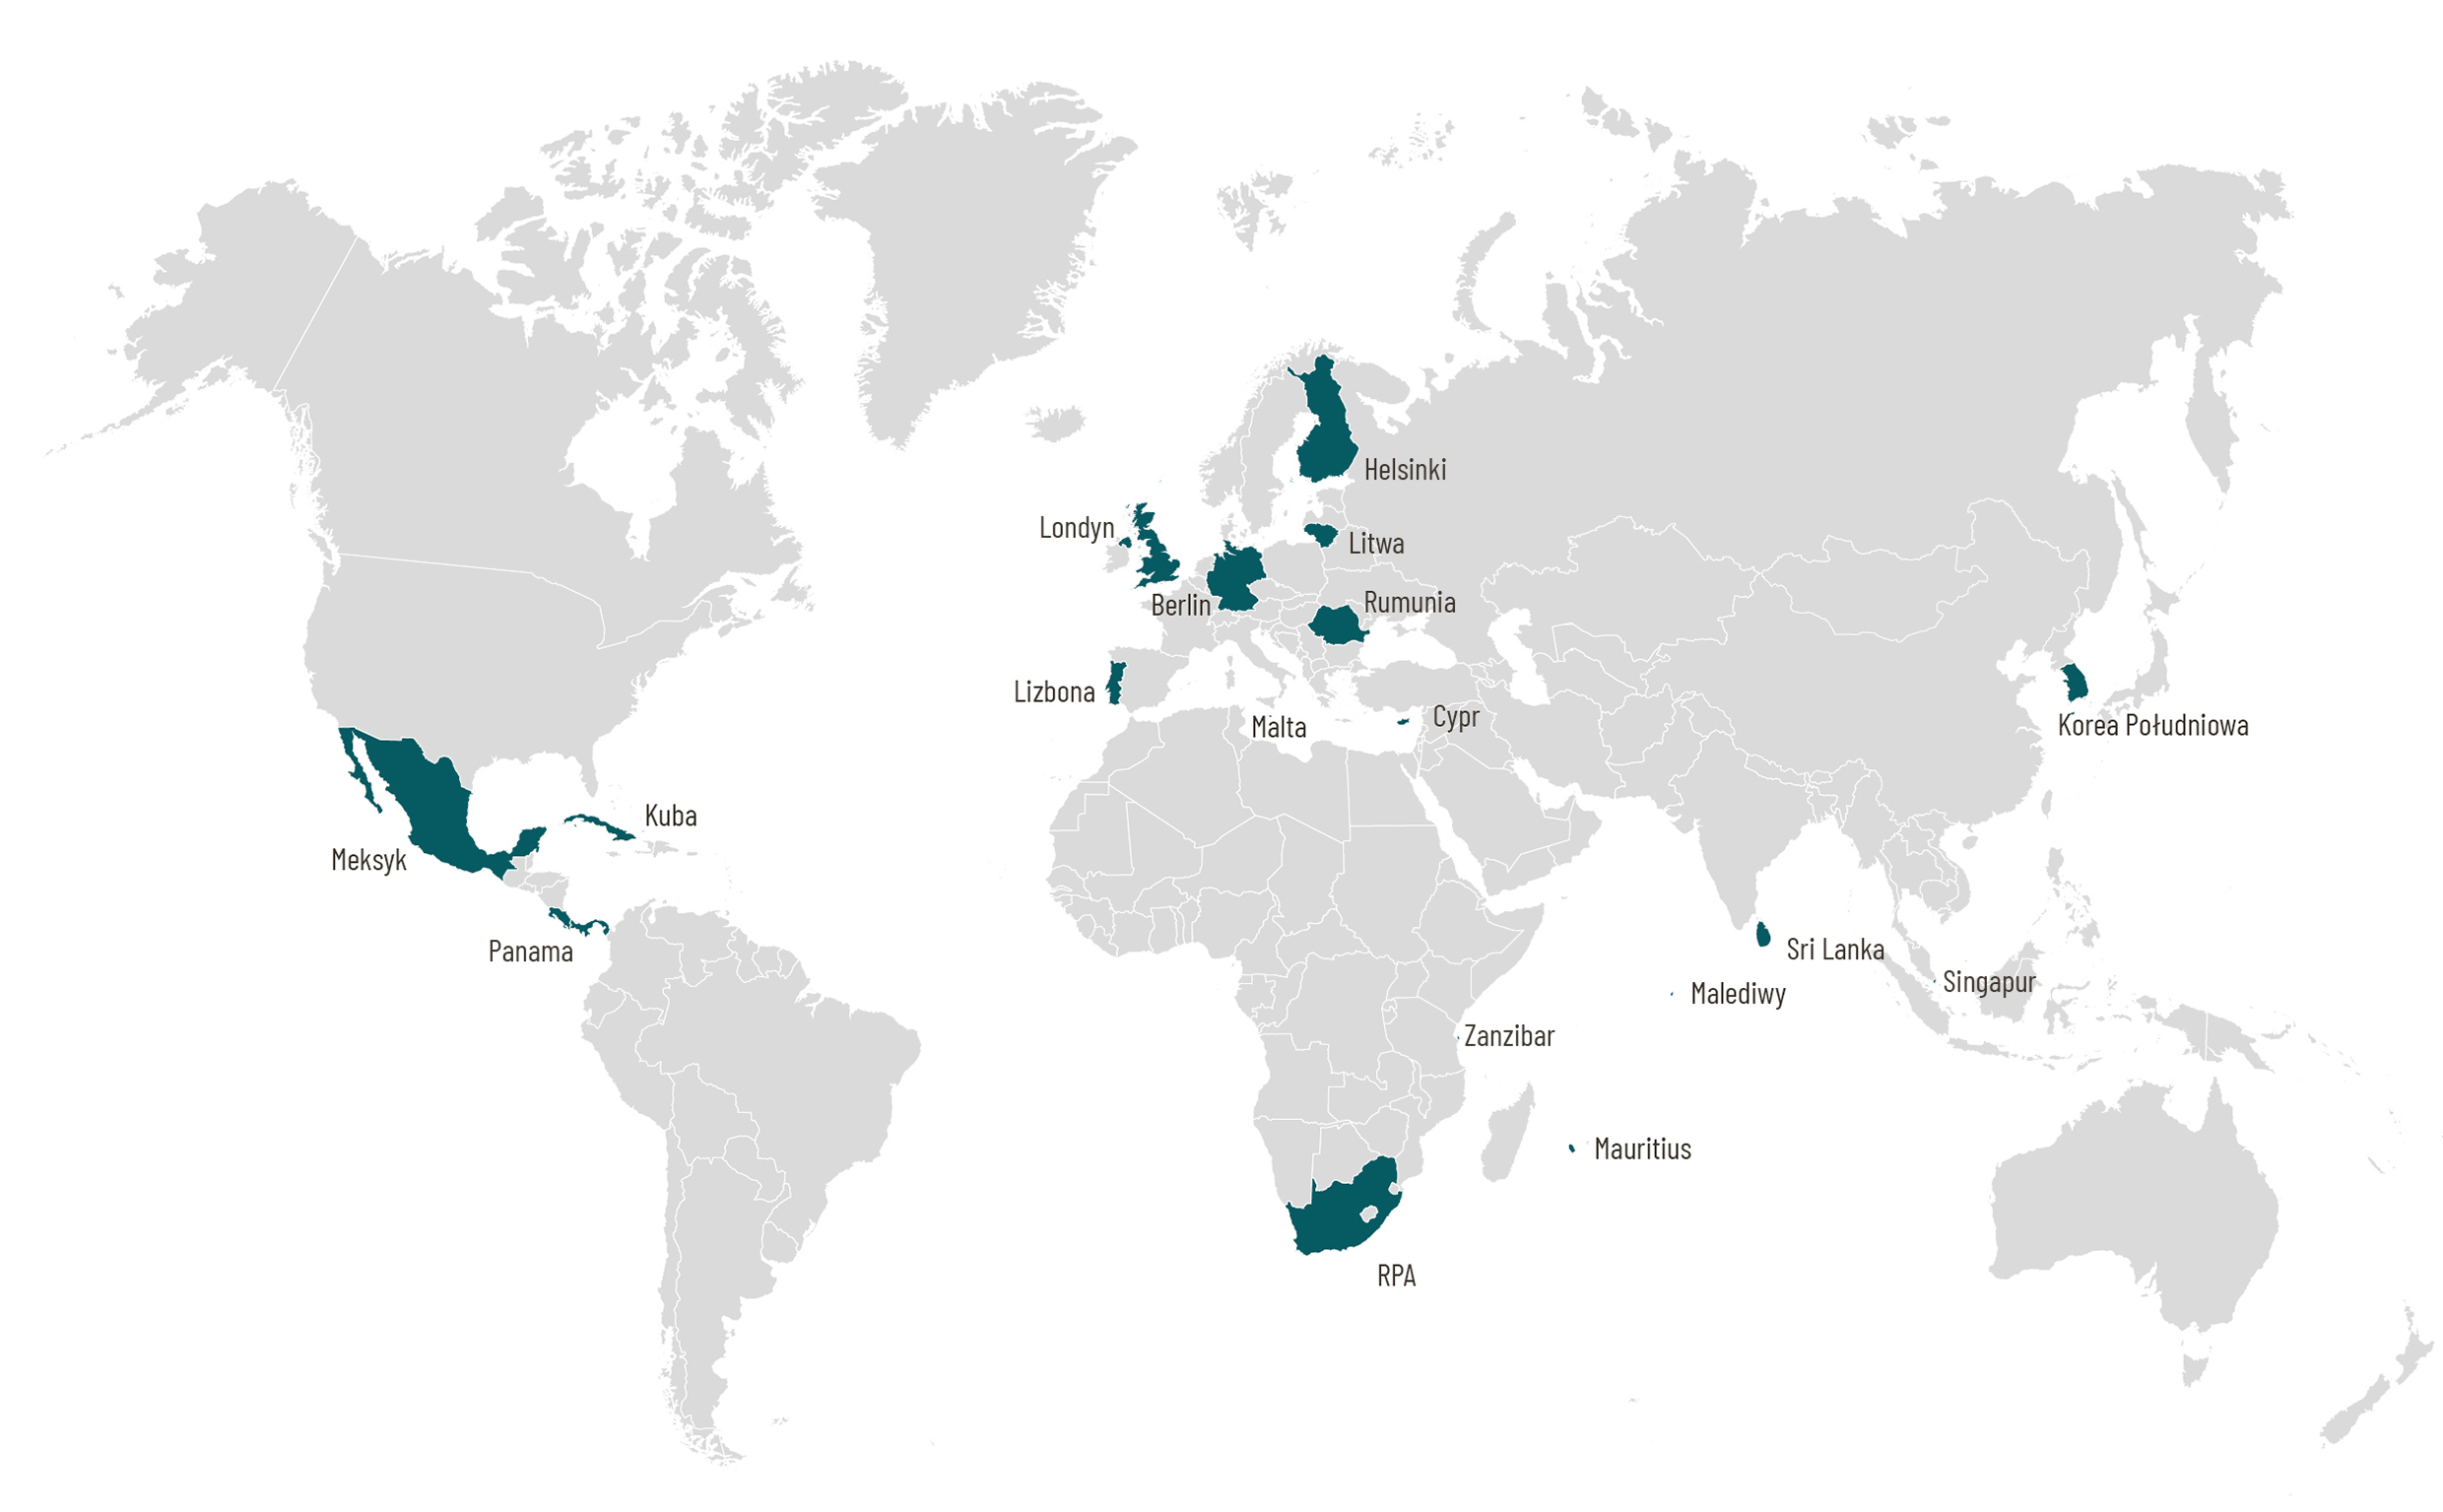 Helsinki
Londyn
Litwa
Berlin
Rumunia
Lizbona
Malta
Cypr
Korea Południowa
Kuba
Meksyk
Panama
Sri Lanka
Singapur
Malediwy
Zanzibar
Mauritius
RPA